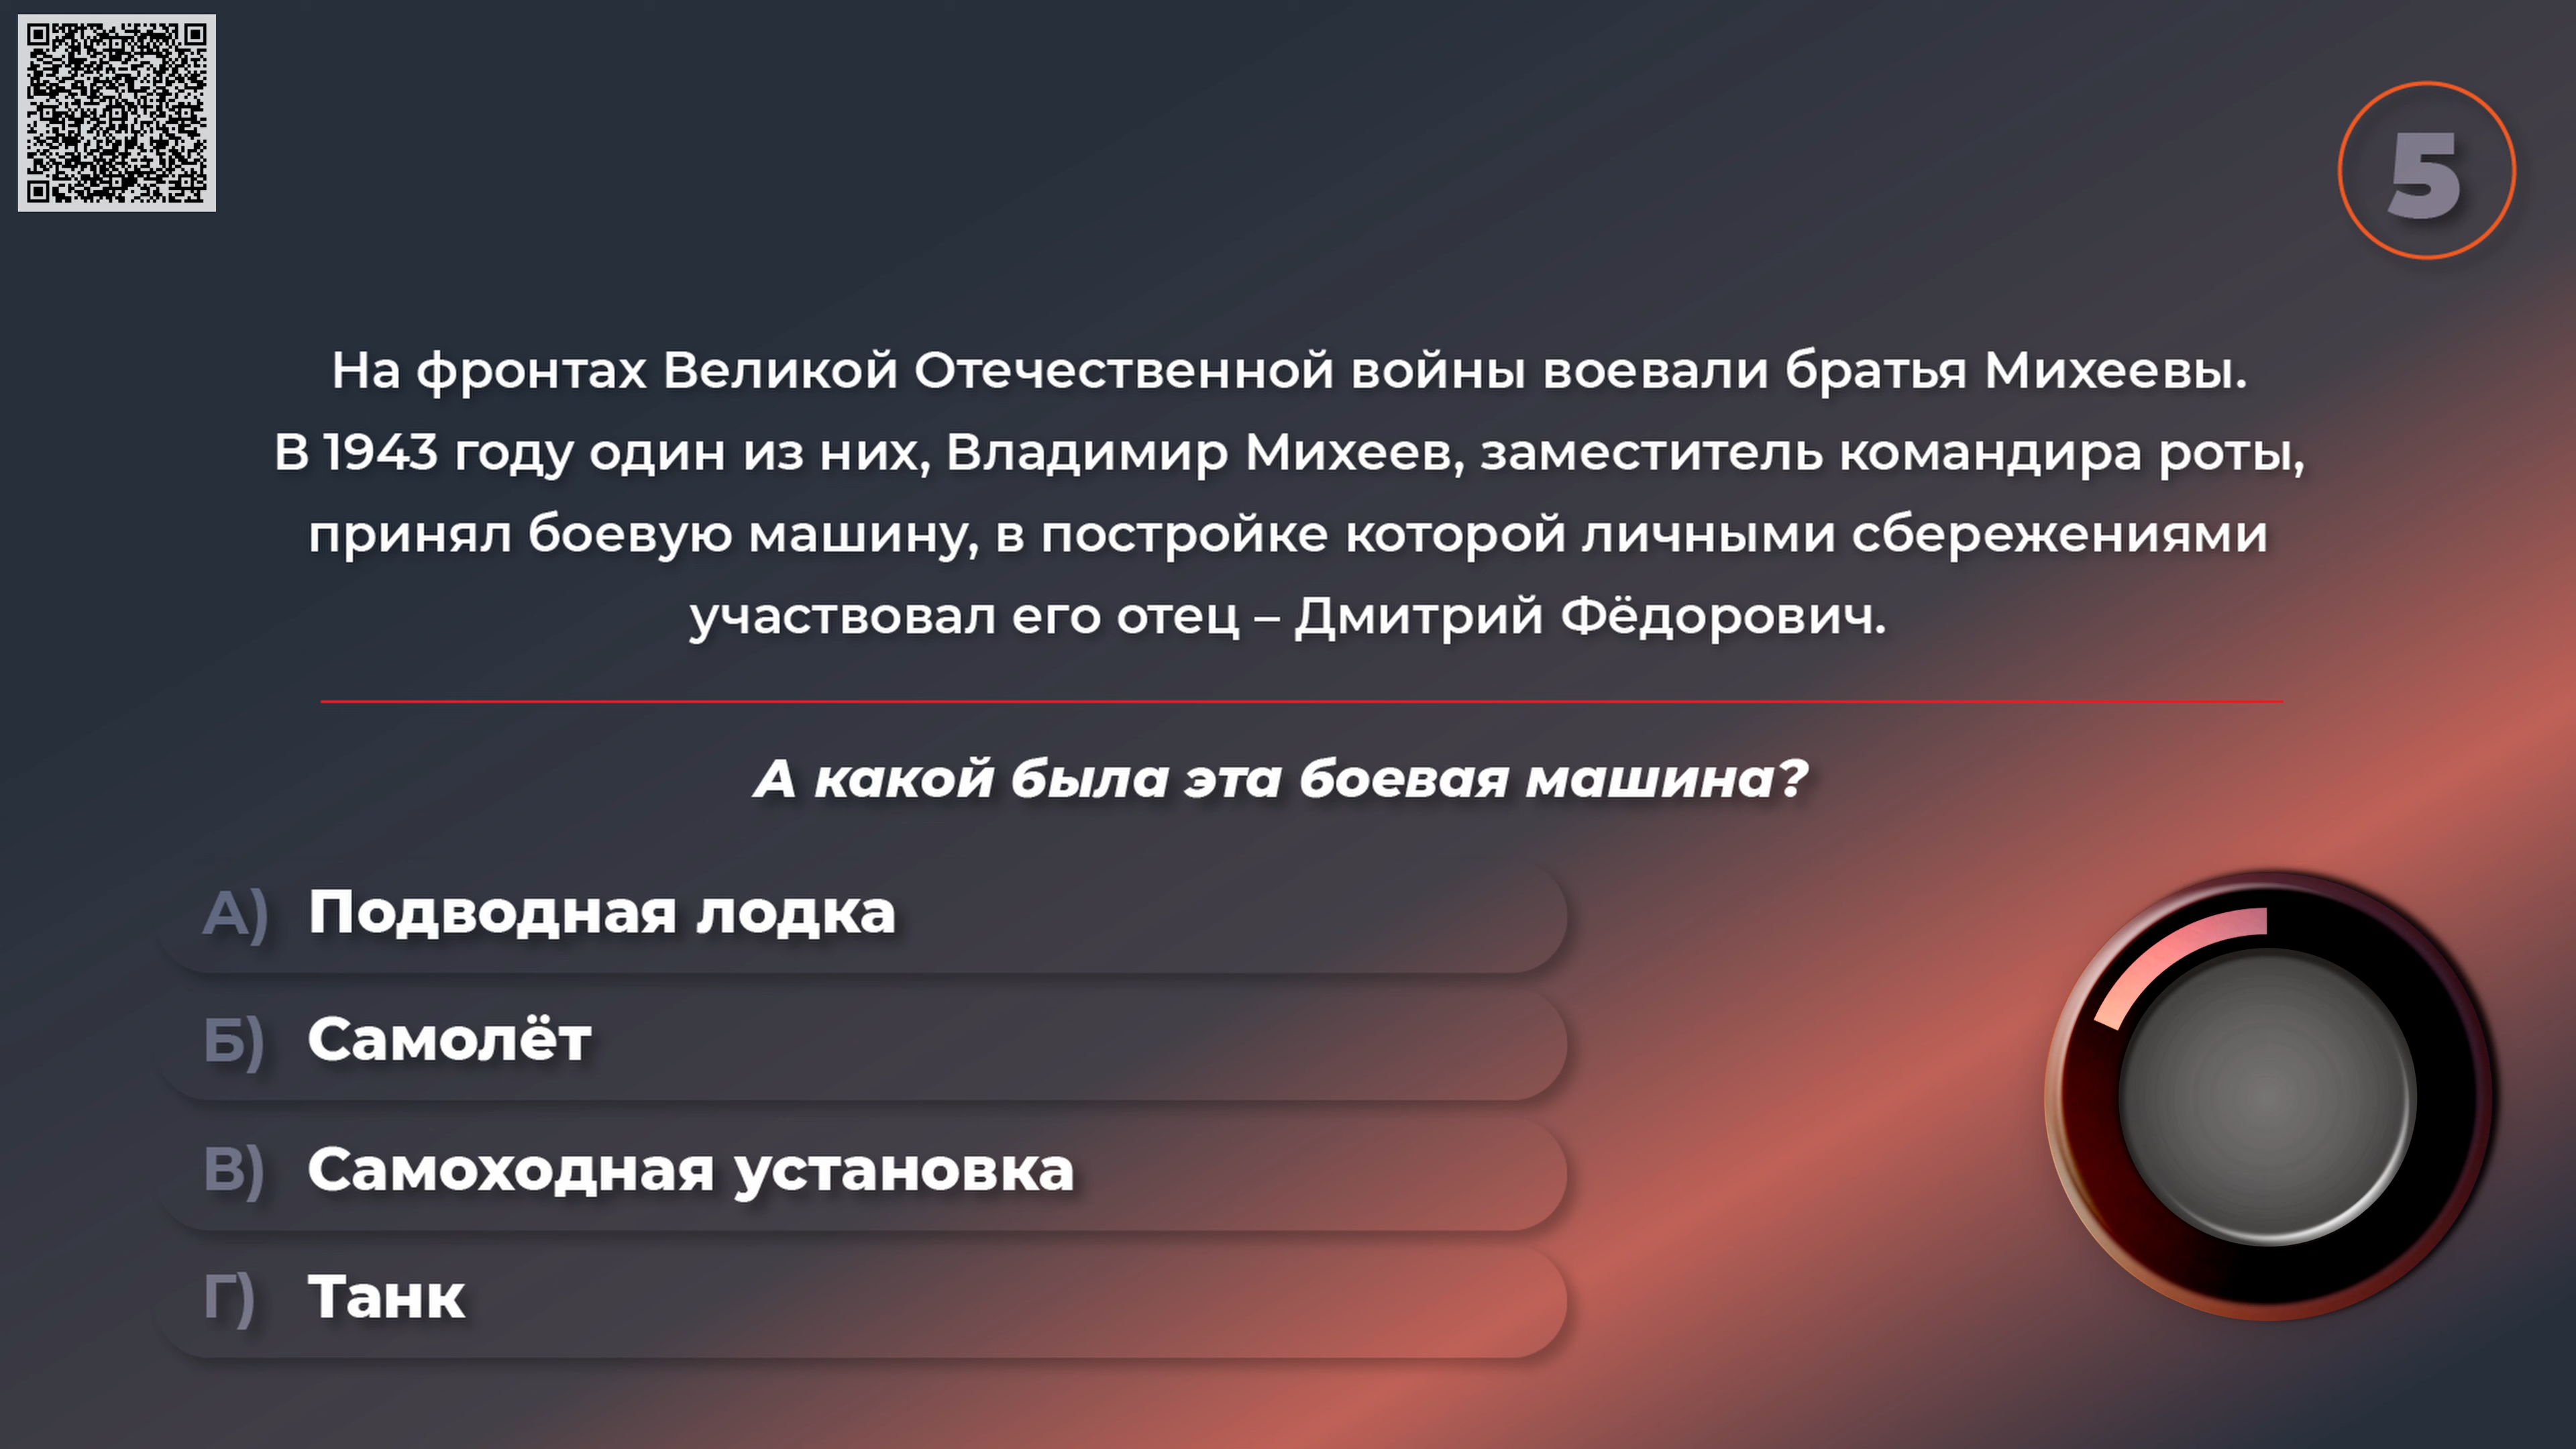 5
На фронтах Великой Отечественной войны воевали братья Михеевы.
В 1943 году один из них, Владимир Михеев, заместитель командира роты,
принял боевую машину, в постройке которой личными сбережениями
участвовал его отец – Дмитрий Фёдорович.
А какой была эта боевая машина?
А) Подводная лодка
Б) Самолёт
В) Самоходная установка
Г) Танк